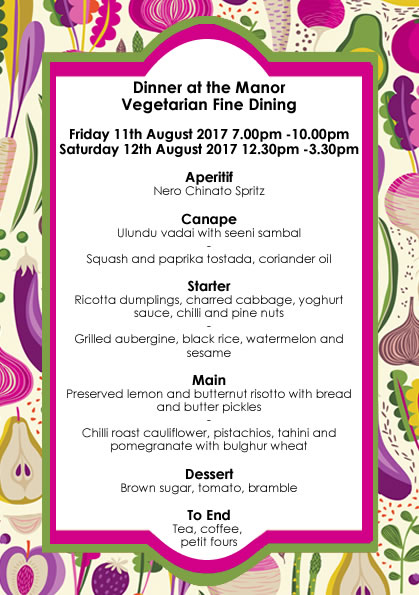 Dinner at the Manor
Vegetarian Fine Dining
Friday 11th August 2017 7.00pm -10.00pm
Saturday 12th August 2017 12.30pm -3.30pm
Aperitif
Nero Chinato Spritz
Canape
Ulundu vadai with seeni sambal
-
Squash and paprika tostada, coriander oil
Starter
Ricotta dumplings, charred cabbage, yoghurt
sauce, chilli and pine nuts
-
Grilled aubergine, black rice, watermelon and
sesame
Main
Preserved lemon and butternut risotto with bread
and butter pickles
-
Chilli roast cauliflower, pistachios, tahini and
pomegranate with bulghur wheat
Dessert
Brown sugar, tomato, bramble
To End
Tea, coffee,
petit fours